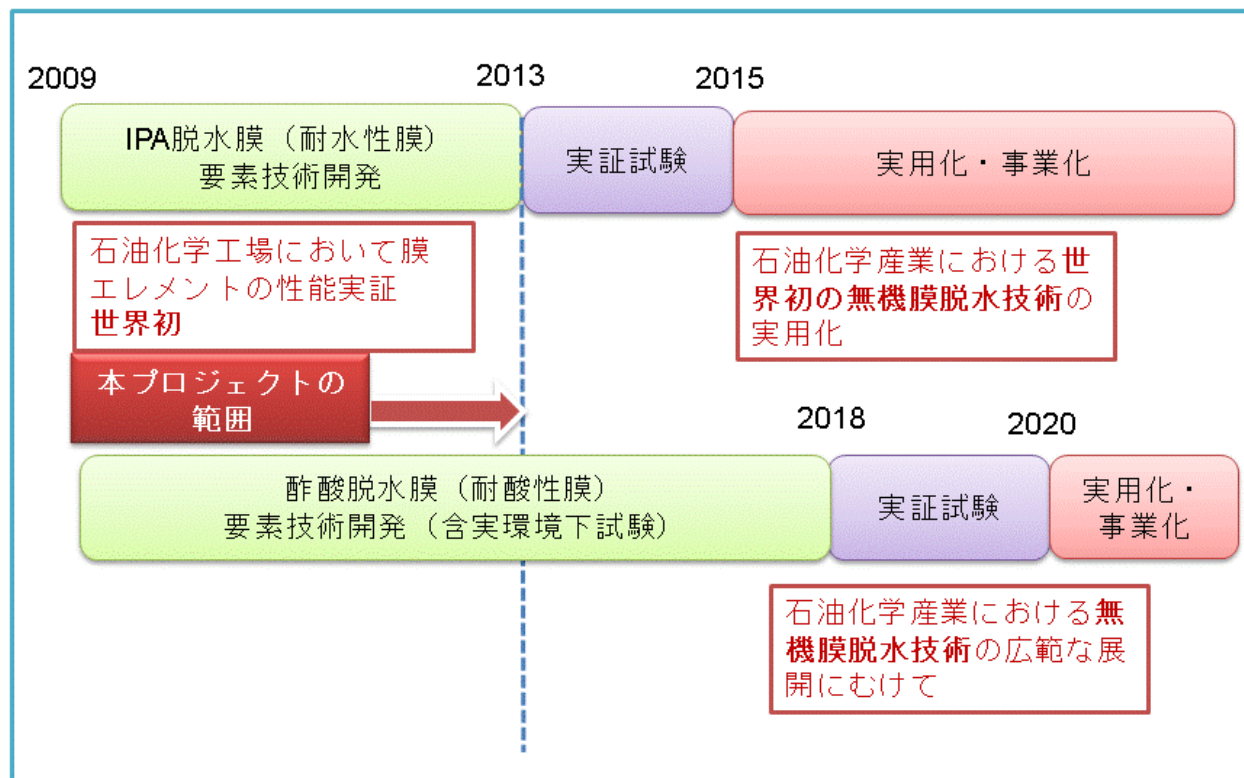 2009
2013
2015
IPA脱水膜（耐水性膜）
要素技術開発
実証試験
実用化・事業化
石油化学工場において膜
エレメントの性能実証
世界初
石油化学産業における世
界初の無機膜脱水技術の
実用化
本プロジェクトの
範囲
2018
2020
酢酸脱水膜（耐酸性膜）
要素技術開発（含実環境下試験）
実証試験
実用化・
事業化
石油化学産業における無
機膜脱水技術の広範な展
開にむけて